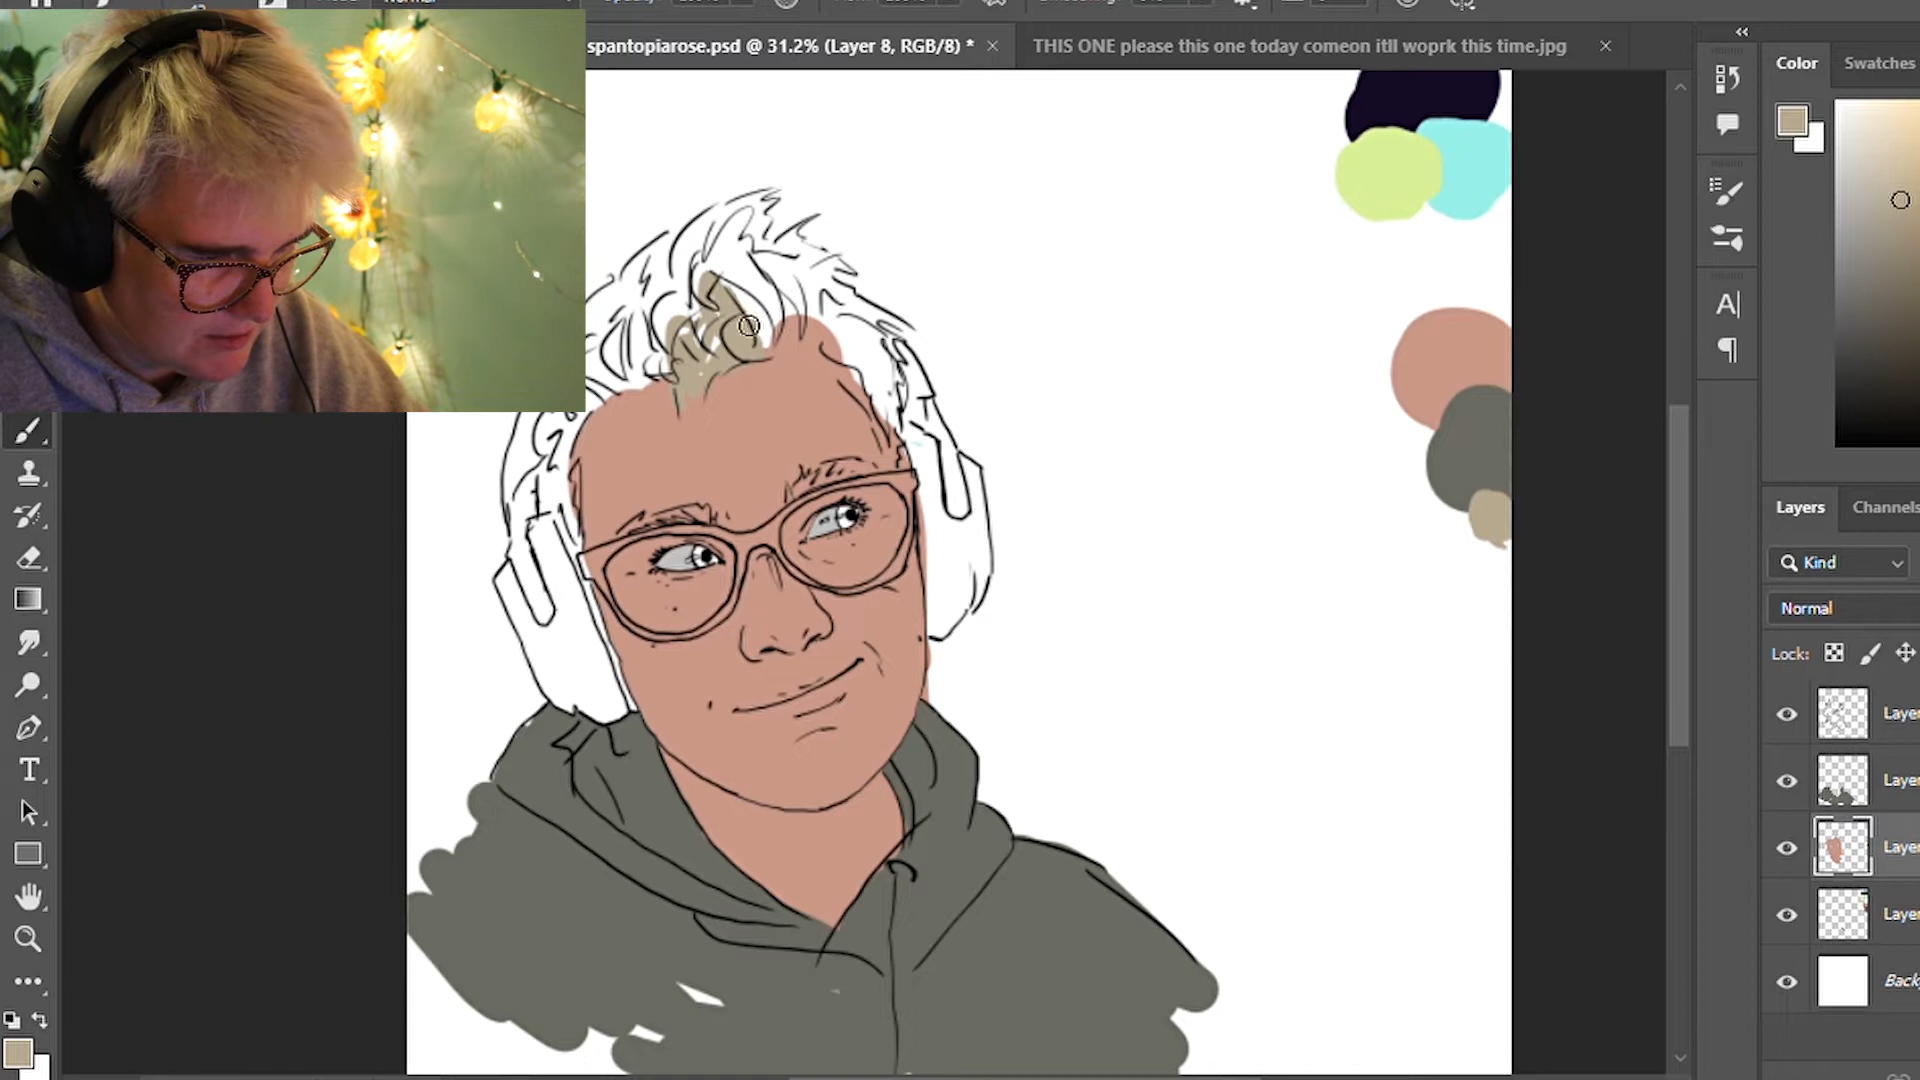 spantopiarose.psd @ 31.2% (Layer 8, RGB/8) *
THIS ONE please this one today comeon itll woprk this time.jpg
Color
Swatches
Layers
Channels
Kind
Normal
Lock: